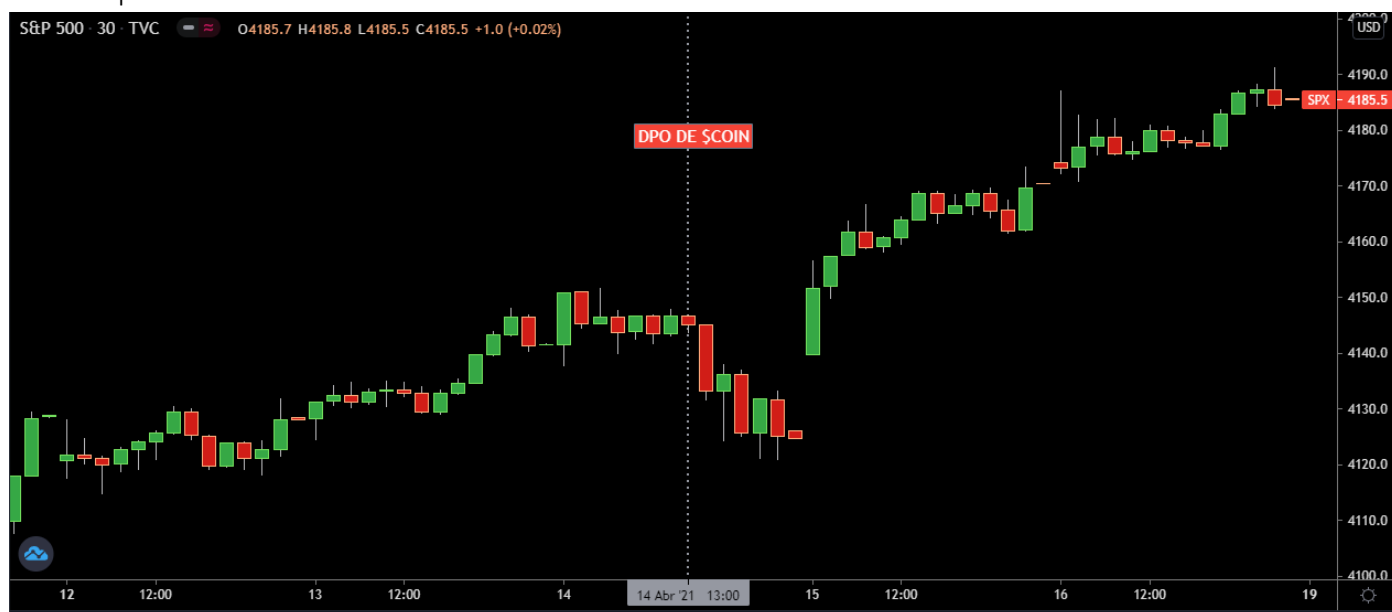 S&P 500 · 30 · TVC O4185.7 H4185.8 L4185.5 C4185.5 +1.0 (+0.02%)
USD
4190.0
SPX 4185.5
4180.0
DPO DE $COIN
4170.0
4160.0
4150.0
4140.0
4130.0
4120.0
4110.0
4100.0
12 12:00 13 12:00 14 14 Abr '21 13:00 15 12:00 16 12:00 19